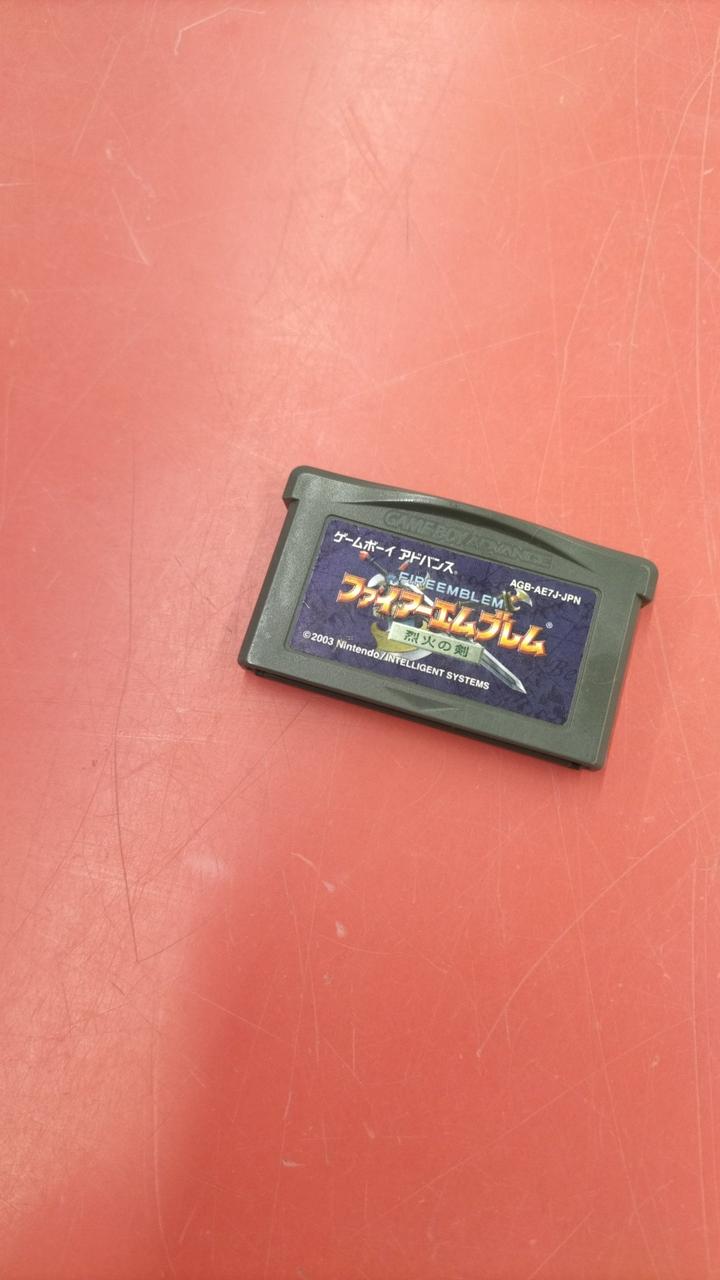 GAME BOY ADVANCE
ゲームボーイ アドバンス®
AGB-AE7J-JPN
FIRE EMBLEM
ファイアーエムブレム®
烈火の剣
©2003 Nintendo/INTELLIGENT SYSTEMS